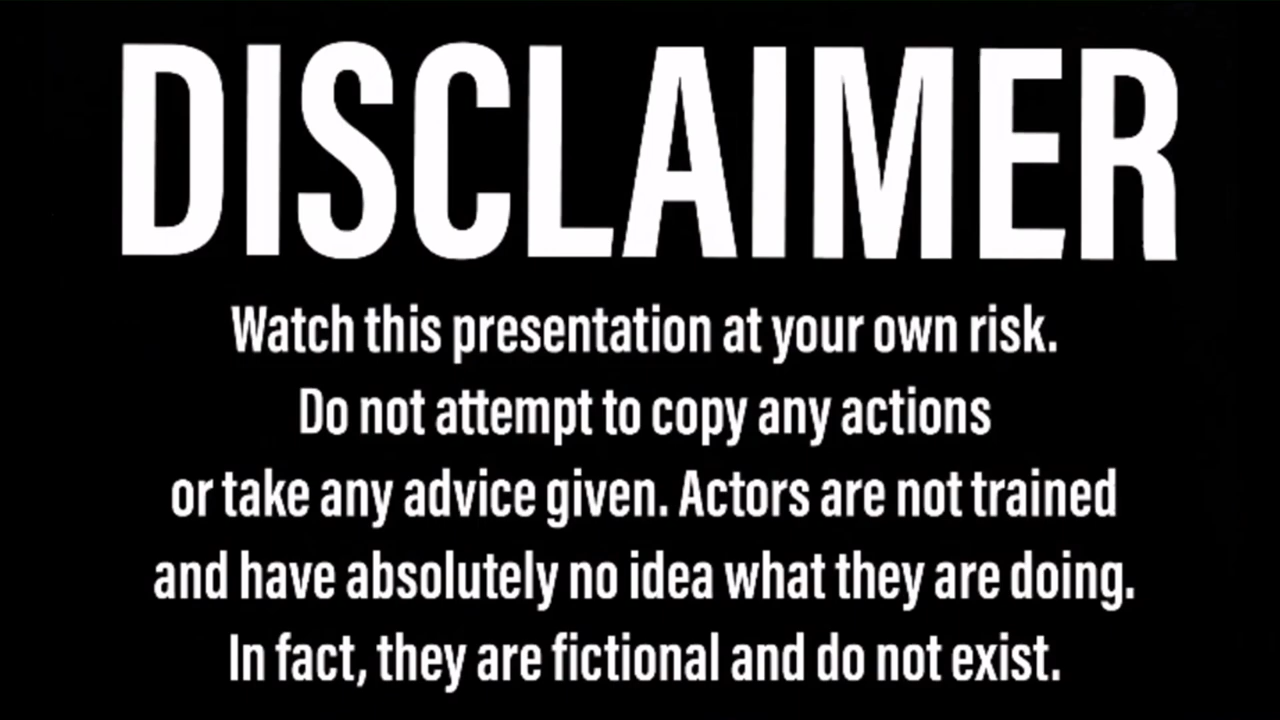 DISCLAIMER
Watch this presentation at your own risk.
Do not attempt to copy any actions
or take any advice given. Actors are not trained
and have absolutely no idea what they are doing.
In fact, they are fictional and do not exist.